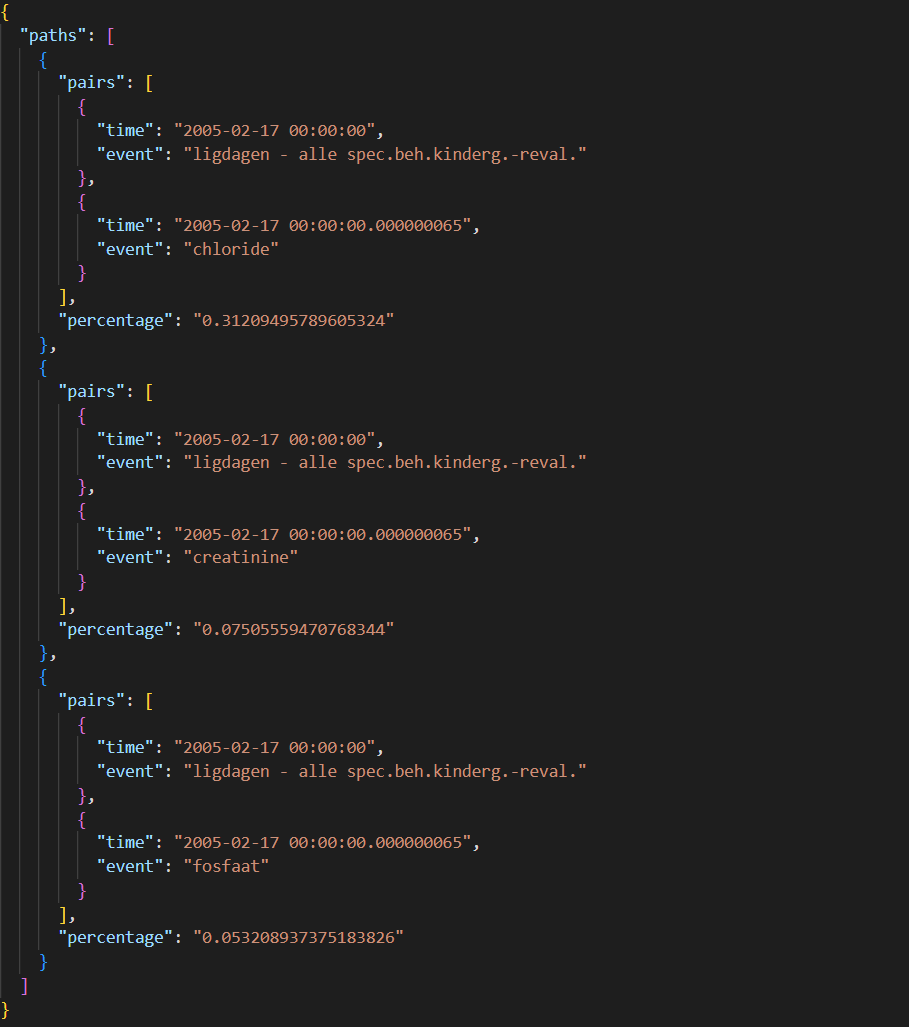 {
  "paths": [
    {
      "pairs": [
        {
          "time": "2005-02-17 00:00:00",
          "event": "ligdagen - alle spec.beh.kinderg.-reval."
        },
        {
          "time": "2005-02-17 00:00:00.000000065",
          "event": "chloride"
        }
      ],
      "percentage": "0.31209495789605324"
    },
    {
      "pairs": [
        {
          "time": "2005-02-17 00:00:00",
          "event": "ligdagen - alle spec.beh.kinderg.-reval."
        },
        {
          "time": "2005-02-17 00:00:00.000000065",
          "event": "creatinine"
        }
      ],
      "percentage": "0.07505559470768344"
    },
    {
      "pairs": [
        {
          "time": "2005-02-17 00:00:00",
          "event": "ligdagen - alle spec.beh.kinderg.-reval."
        },
        {
          "time": "2005-02-17 00:00:00.000000065",
          "event": "fosfaat"
        }
      ],
      "percentage": "0.053208937375183826"
    }
  ]
}